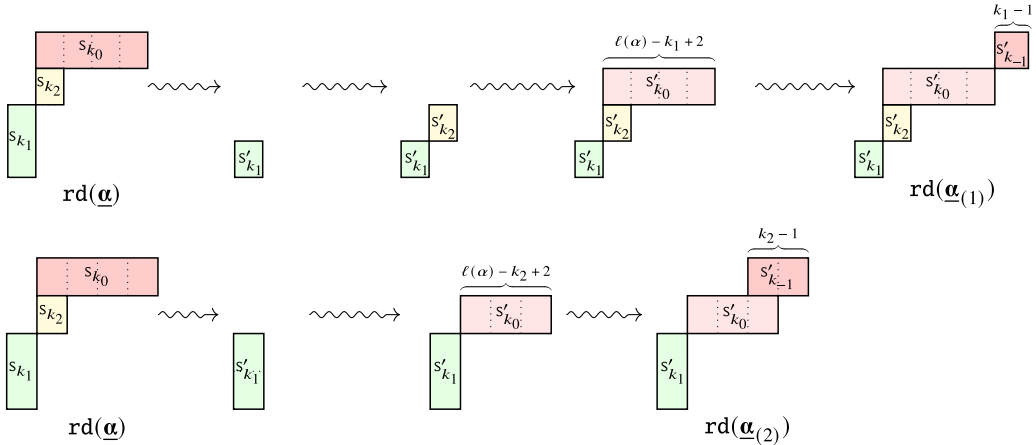 k₁ − 1
S_{k₀}
ℓ(α) − k₁ + 2
S′_{k₋₁}
S_{k₂}
S′_{k₀}
S′_{k₀}
S_{k₁}
S′_{k₂}
S′_{k₂}
S′_{k₁}
S′_{k₁}
S′_{k₁}
S′_{k₁}
rd(α)
rd(α₍₁₎)
k₂ − 1
S_{k₀}
ℓ(α) − k₂ + 2
S′_{k₋₁}
S_{k₂}
S′_{k₀}
S′_{k₀}
S_{k₁}
S′_{k₁}
S′_{k₁}
S′_{k₁}
rd(α)
rd(α₍₂₎)